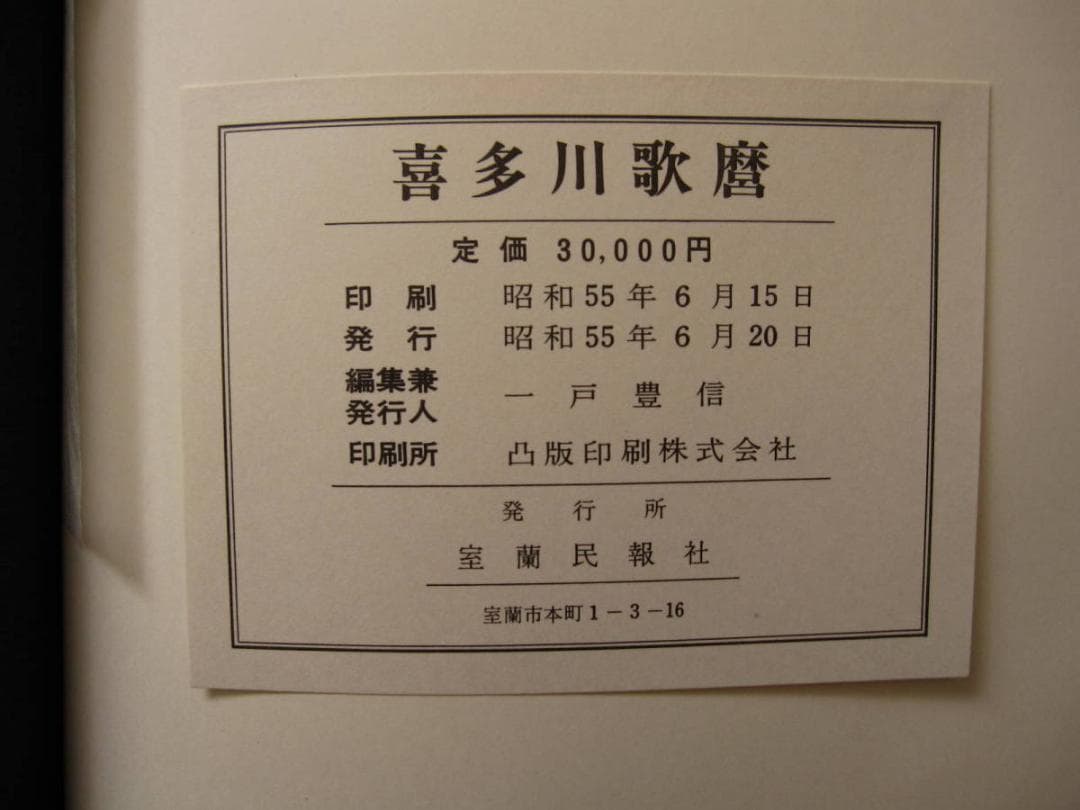 喜多川歌麿
定価 30,000円
印刷 昭和55年6月15日
発行 昭和55年6月20日
編集兼
発行人 一戸豊信
印刷所 凸版印刷株式会社
発行所
室蘭民報社
室蘭市本町1－3－16